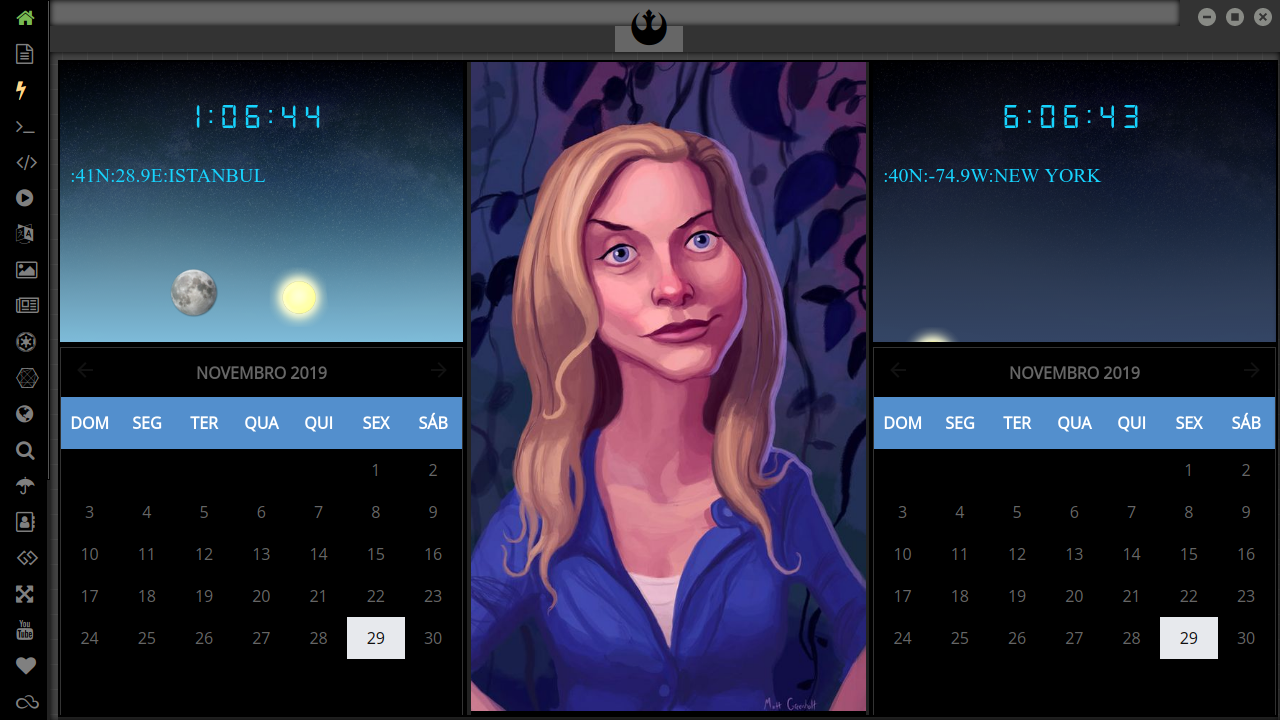 1:06:44
:41N:28.9E:ISTANBUL
NOVEMBRO 2019
DOM SEG TER QUA QUI SEX SÁB
1 2
3 4 5 6 7 8 9
10 11 12 13 14 15 16
17 18 19 20 21 22 23
24 25 26 27 28 29 30
6:06:43
:40N:-74.9W:NEW YORK
NOVEMBRO 2019
DOM SEG TER QUA QUI SEX SÁB
1 2
3 4 5 6 7 8 9
10 11 12 13 14 15 16
17 18 19 20 21 22 23
24 25 26 27 28 29 30
You
Tube